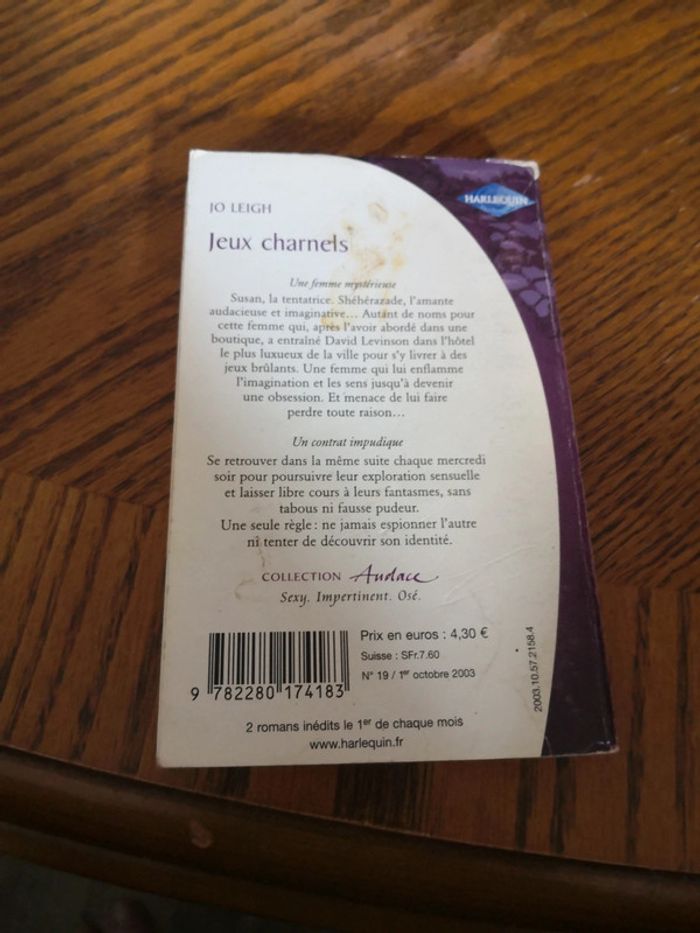 JO LEIGH
HARLEQUIN
Jeux charnels
Une femme mystérieuse
Susan, la tentatrice. Shéhérazade, l'amante
audacieuse et imaginative... Autant de noms pour
cette femme qui, après l'avoir abordé dans une
boutique, a entraîné David Levinson dans l'hôtel
le plus luxueux de la ville pour s'y livrer à des
jeux brûlants. Une femme qui lui enflamme
l'imagination et les sens jusqu'à devenir
une obsession. Et menace de lui faire
perdre toute raison...
Un contrat impudique
Se retrouver dans la même suite chaque mercredi
soir pour poursuivre leur exploration sensuelle
et laisser libre cours à leurs fantasmes, sans
tabous ni fausse pudeur.
Une seule règle : ne jamais espionner l'autre
ni tenter de découvrir son identité.
COLLECTION Audace
Sexy. Impertinent. Osé.
Prix en euros : 4,30 €
Suisse : SFr.7.60
N° 19 / 1er octobre 2003
9 782280 174183
2003.10.57.2158.4
2 romans inédits le 1er de chaque mois
www.harlequin.fr